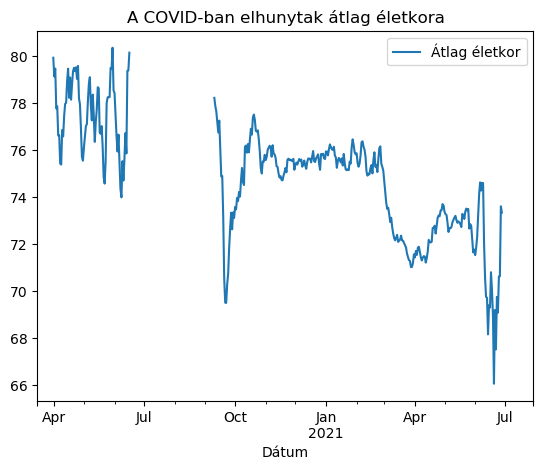 A COVID-ban elhunytak átlag életkora
Átlag életkor
80
78
76
74
72
70
68
66
Apr
Jul
Oct
Jan
2021
Apr
Jul
Dátum